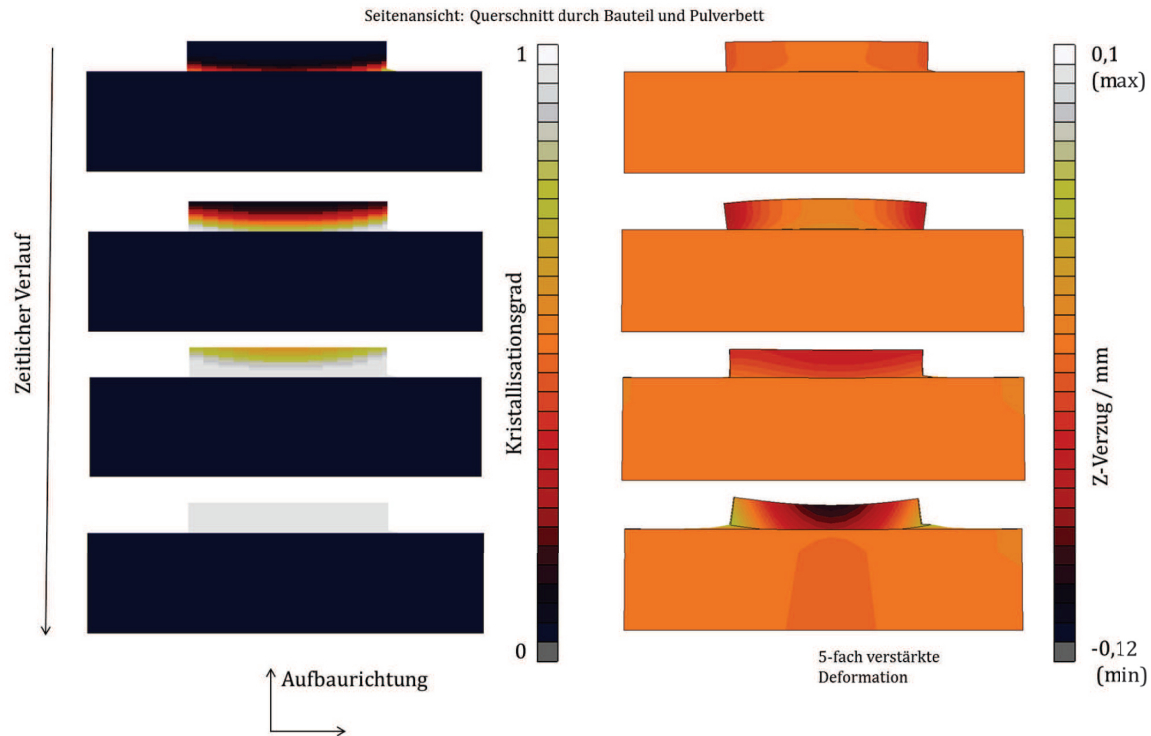 Seitenansicht: Querschnitt durch Bauteil und Pulverbett
Zeitlicher Verlauf
1
Kristallisationsgrad
0
0,1
(max)
Z-Verzug / mm
-0,12
(min)
Aufbaurichtung
5-fach verstärkte
Deformation